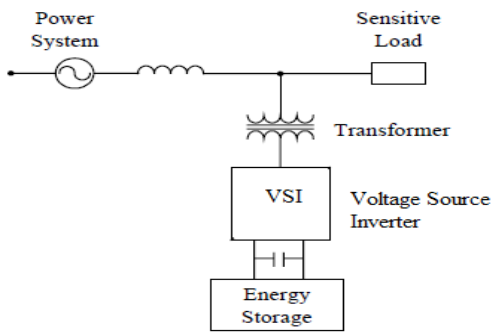 Power
System
Sensitive
Load
Transformer
VSI
Voltage Source
Inverter
Energy
Storage